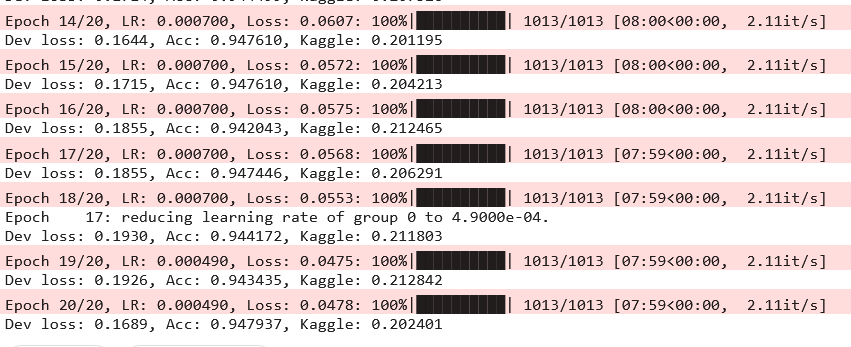 Epoch 14/20, LR: 0.000700, Loss: 0.0607: 100%|██████████| 1013/1013 [08:00<00:00,  2.11it/s]
Dev loss: 0.1644, Acc: 0.947610, Kaggle: 0.201195
Epoch 15/20, LR: 0.000700, Loss: 0.0572: 100%|██████████| 1013/1013 [08:00<00:00,  2.11it/s]
Dev loss: 0.1715, Acc: 0.947610, Kaggle: 0.204213
Epoch 16/20, LR: 0.000700, Loss: 0.0575: 100%|██████████| 1013/1013 [08:00<00:00,  2.11it/s]
Dev loss: 0.1855, Acc: 0.942043, Kaggle: 0.212465
Epoch 17/20, LR: 0.000700, Loss: 0.0568: 100%|██████████| 1013/1013 [07:59<00:00,  2.11it/s]
Dev loss: 0.1855, Acc: 0.947446, Kaggle: 0.206291
Epoch 18/20, LR: 0.000700, Loss: 0.0553: 100%|██████████| 1013/1013 [07:59<00:00,  2.11it/s]
Epoch    17: reducing learning rate of group 0 to 4.9000e-04.
Dev loss: 0.1930, Acc: 0.944172, Kaggle: 0.211803
Epoch 19/20, LR: 0.000490, Loss: 0.0475: 100%|██████████| 1013/1013 [07:59<00:00,  2.11it/s]
Dev loss: 0.1926, Acc: 0.943435, Kaggle: 0.212842
Epoch 20/20, LR: 0.000490, Loss: 0.0478: 100%|██████████| 1013/1013 [07:59<00:00,  2.11it/s]
Dev loss: 0.1689, Acc: 0.947937, Kaggle: 0.202401